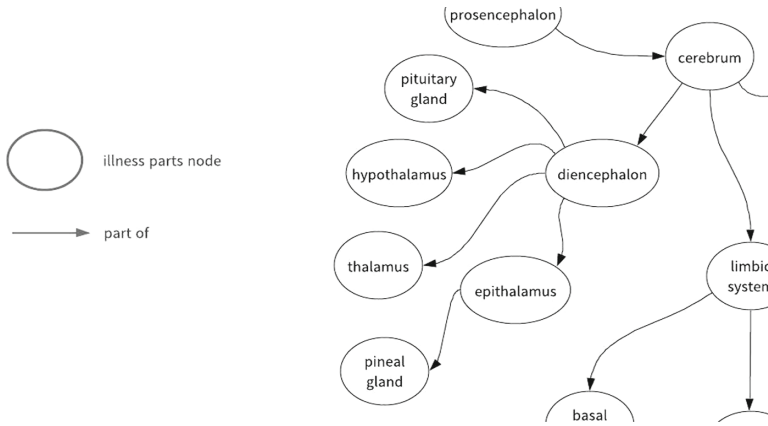 prosencephalon
cerebrum
pituitary
gland
illness parts node
hypothalamus
diencephalon
part of
thalamus
epithalamus
pineal
gland
basal